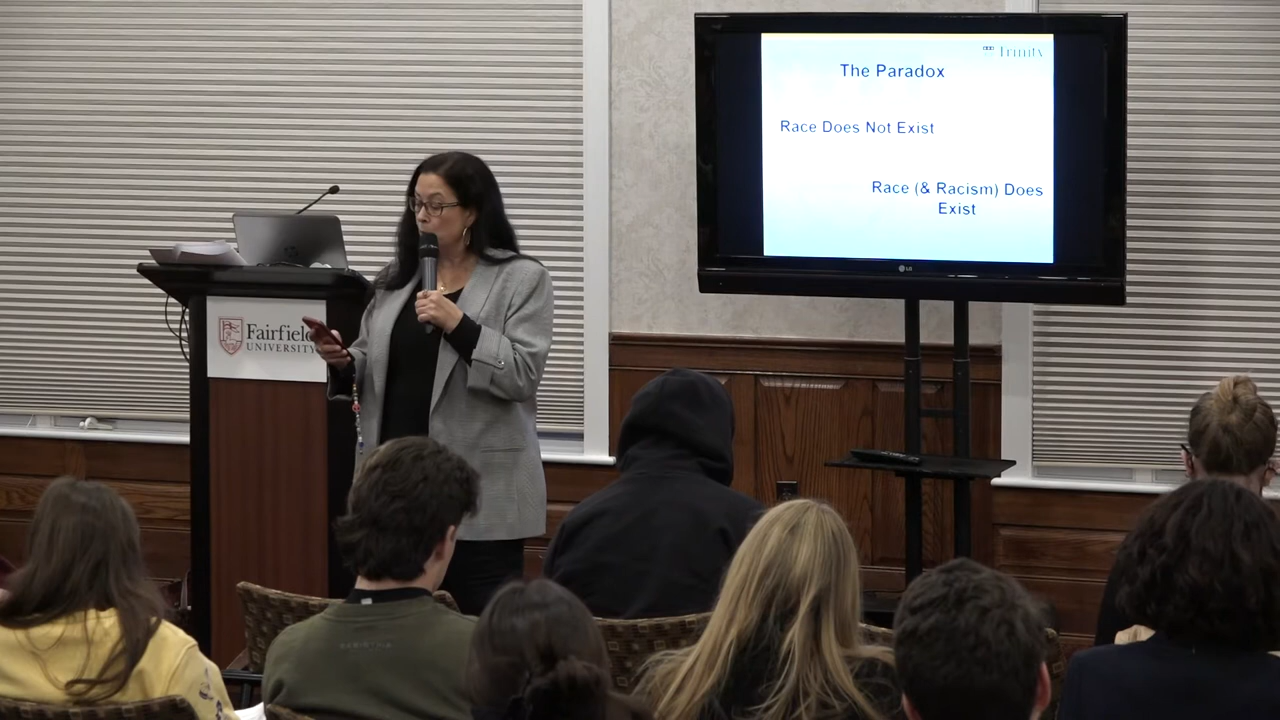 Trinity
The Paradox
Race Does Not Exist
Race (& Racism) Does
Exist
LG
Fairfield
UNIVERSITY